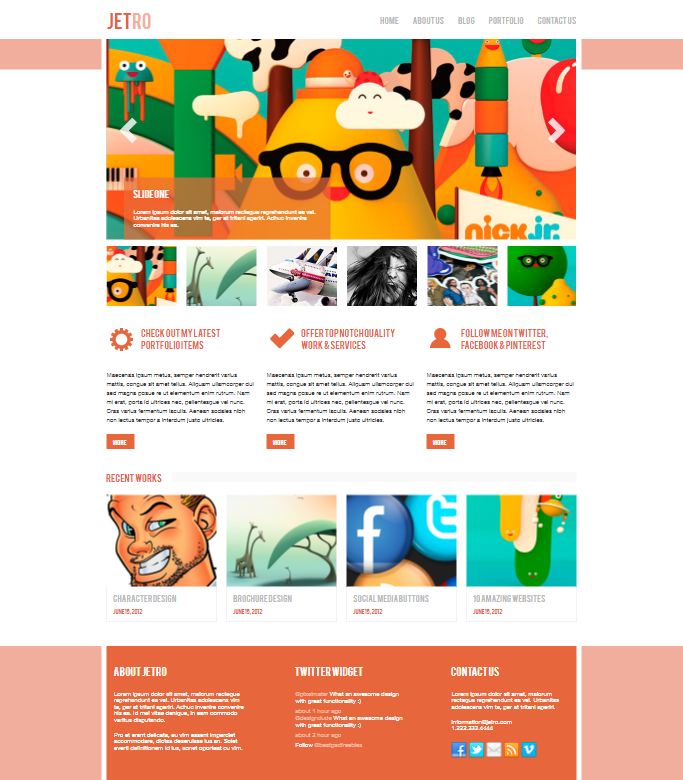 JETRO
HOME ABOUT US BLOG PORTFOLIO CONTACT US
nick jr.
SLIDE ONE
Lorem ipsum dolor sit amet, malorum rectegue reprehendunt ea vel.
Urbanitas adolescens vim te, per at tritani agerirl. Adhuc invenire
convenire his ea.
CHECK OUT MY LATEST
PORTFOLIO ITEMS
Maecenas ipsum metus, semper hendrerit varius
mattis, congue sit amet tellus. Aliquam ullamcorper dui
sed magna posuere ut elementum enim rutrum. Nam
mi erat, porta id ultrices nec, pellentesque vel nunc.
Cras varius fermentum iaculis. Aenean sodales nibh
non lectus tempor a interdum justo ultricies.
MORE
OFFER TOP NOTCH QUALITY
WORK & SERVICES
Maecenas ipsum metus, semper hendrerit varius
mattis, congue sit amet tellus. Aliquam ullamcorper dui
sed magna posuere ut elementum enim rutrum. Nam
mi erat, porta id ultrices nec, pellentesque vel nunc.
Cras varius fermentum iaculis. Aenean sodales nibh
non lectus tempor a interdum justo ultricies.
MORE
FOLLOW ME ON TWITTER,
FACEBOOK & PINTEREST
Maecenas ipsum metus, semper hendrerit varius
mattis, congue sit amet tellus. Aliquam ullamcorper dui
sed magna posuere ut elementum enim rutrum. Nam
mi erat, porta id ultrices nec, pellentesque vel nunc.
Cras varius fermentum iaculis. Aenean sodales nibh
non lectus tempor a interdum justo ultricies.
MORE
RECENT WORKS
CHARACTER DESIGN
JUNE 15, 2012
BROCHURE DESIGN
JUNE 15, 2012
SOCIAL MEDIA BUTTONS
JUNE 15, 2012
10 AMAZING WEBSITES
JUNE 15, 2012
ABOUT JETRO
Lorem ipsum dolor sit amet, malorum rectegue
reprehendunt ea vel. Urbanitas adolescens vim
te, per at tritani agerirl. Adhuc invenire convenire
his ea. Id mel vitae denique, in sem commodo
veritus disputando.
Pro et erant delicata, eu vim essent imperdiet
accommodare, dictas deseruisse ius an. Solet
everti definitionem id ius, sonet oportest cu vim.
TWITTER WIDGET
What an awesome design
with great functionality :)
about 1 hour ago
@designdude What an awesome design
with great functionality :)
about 2 hour ago
Follow @bestpsdfreebies
CONTACT US
Lorem ipsum dolor sit amet, malorum
rectegue reprehendunt ea vel. Urbanitas
adolescens vim te, per at tritani agerirl.
information@jetro.com
1.222.333.4444